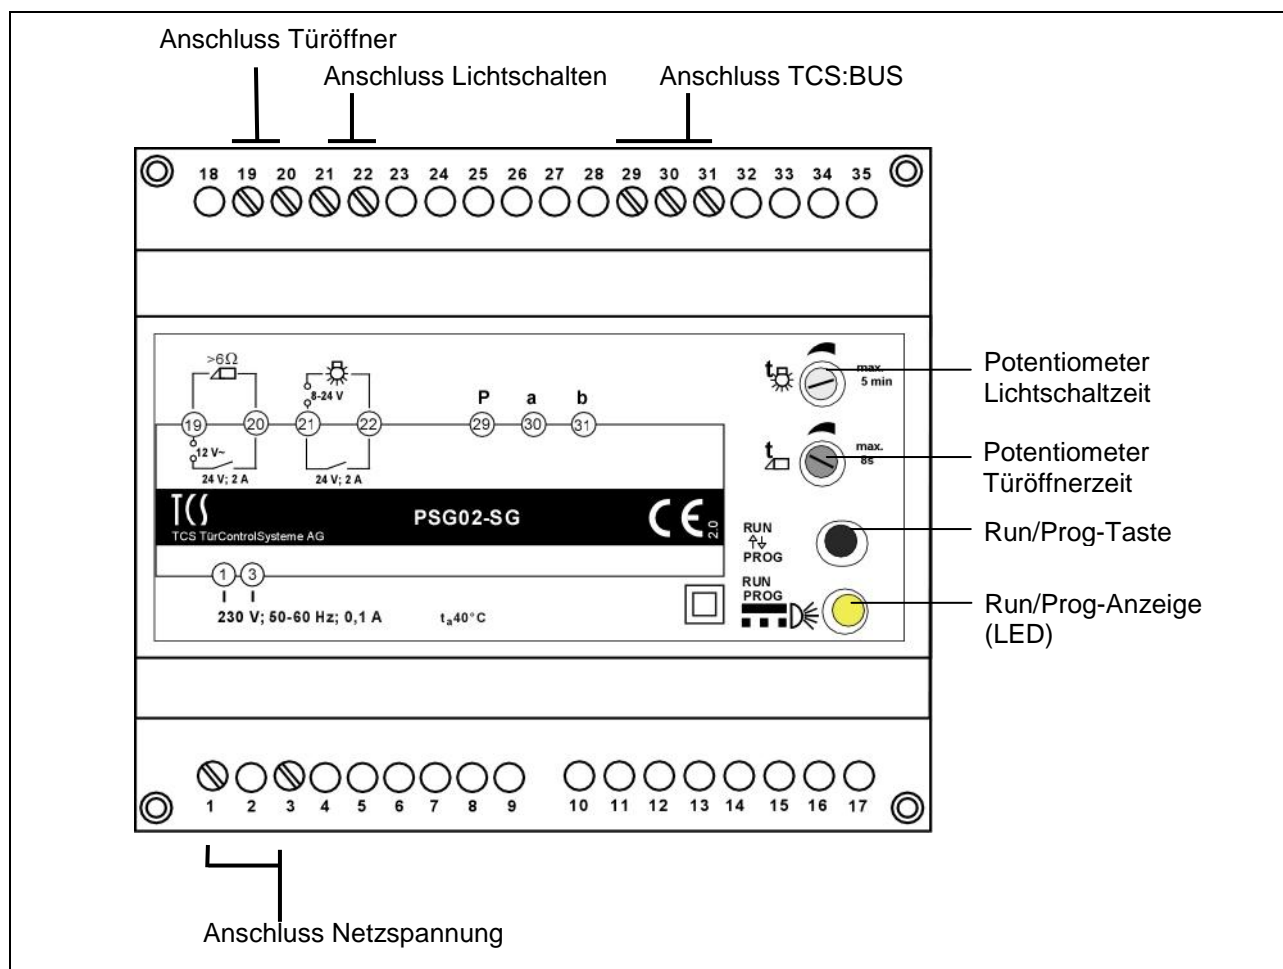 Anschluss Türöffner
Anschluss Lichtschalten
Anschluss TCS:BUS
18 19 20 21 22 23 24 25 26 27 28 29 30 31 32 33 34 35
>6Ω
8-24 V
19 20 21 22
P a b
29 30 31
12 V~
24 V; 2 A
24 V; 2 A
t
max.
5 min
Potentiometer
Lichtschaltzeit
t
max.
8s
Potentiometer
Türöffnerzeit
TCS
TCS TürControlSysteme AG
PSG02-SG
CE
2.0
RUN
PROG
Run/Prog-Taste
1 3
230 V; 50-60 Hz; 0,1 A
ta40°C
RUN
PROG
Run/Prog-Anzeige
(LED)
1 2 3 4 5 6 7 8 9 10 11 12 13 14 15 16 17
Anschluss Netzspannung